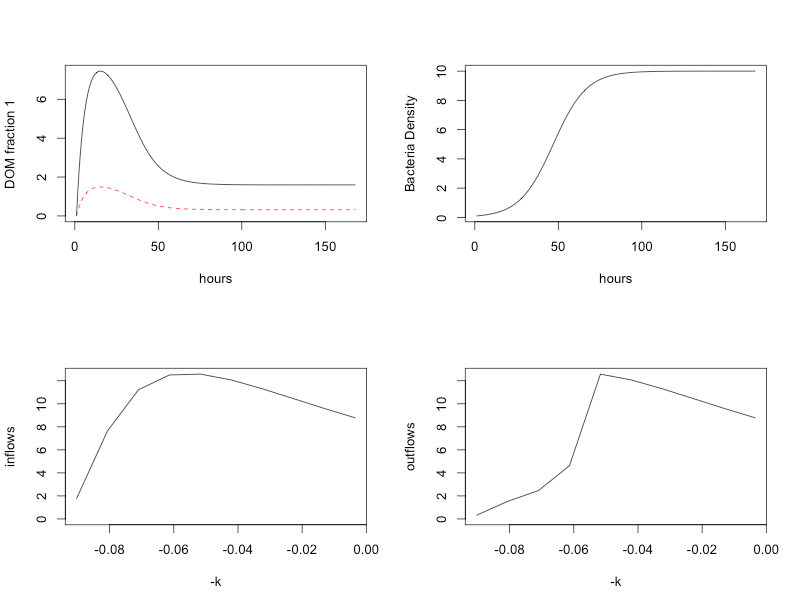 DOM fraction 1
0 2 4 6
0 50 100 150
hours
Bacteria Density
0 2 4 6 8 10
0 50 100 150
hours
inflows
0 2 4 6 8 10
-0.08 -0.06 -0.04 -0.02 0.00
-k
outflows
0 2 4 6 8 10
-0.08 -0.06 -0.04 -0.02 0.00
-k